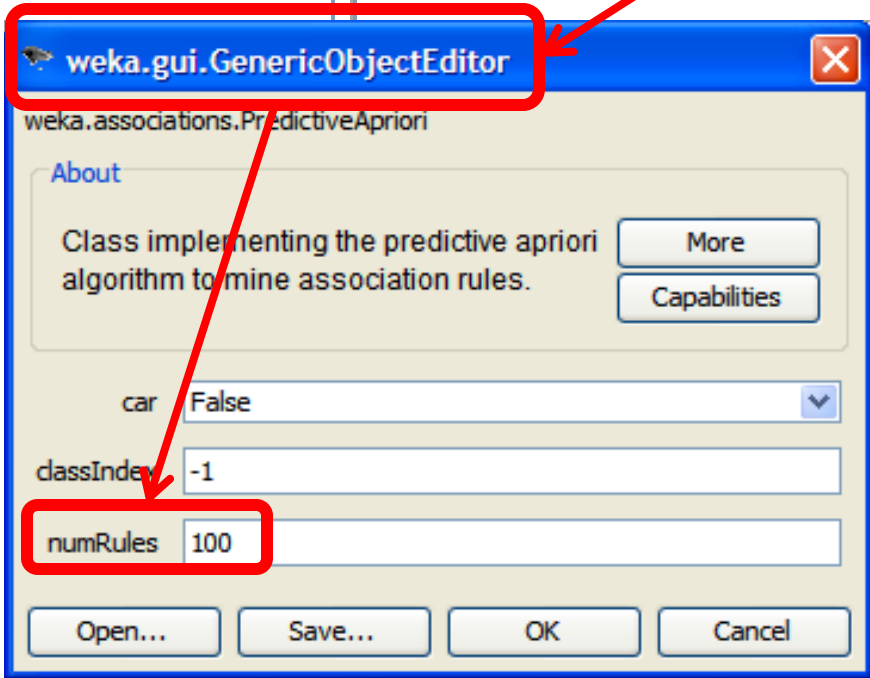 weka.gui.GenericObjectEditor
weka.associations.PredictiveApriori
About
Class implementing the predictive apriori
algorithm to mine association rules.
More
Capabilities
car False
classIndex -1
numRules 100
Open... Save... OK Cancel